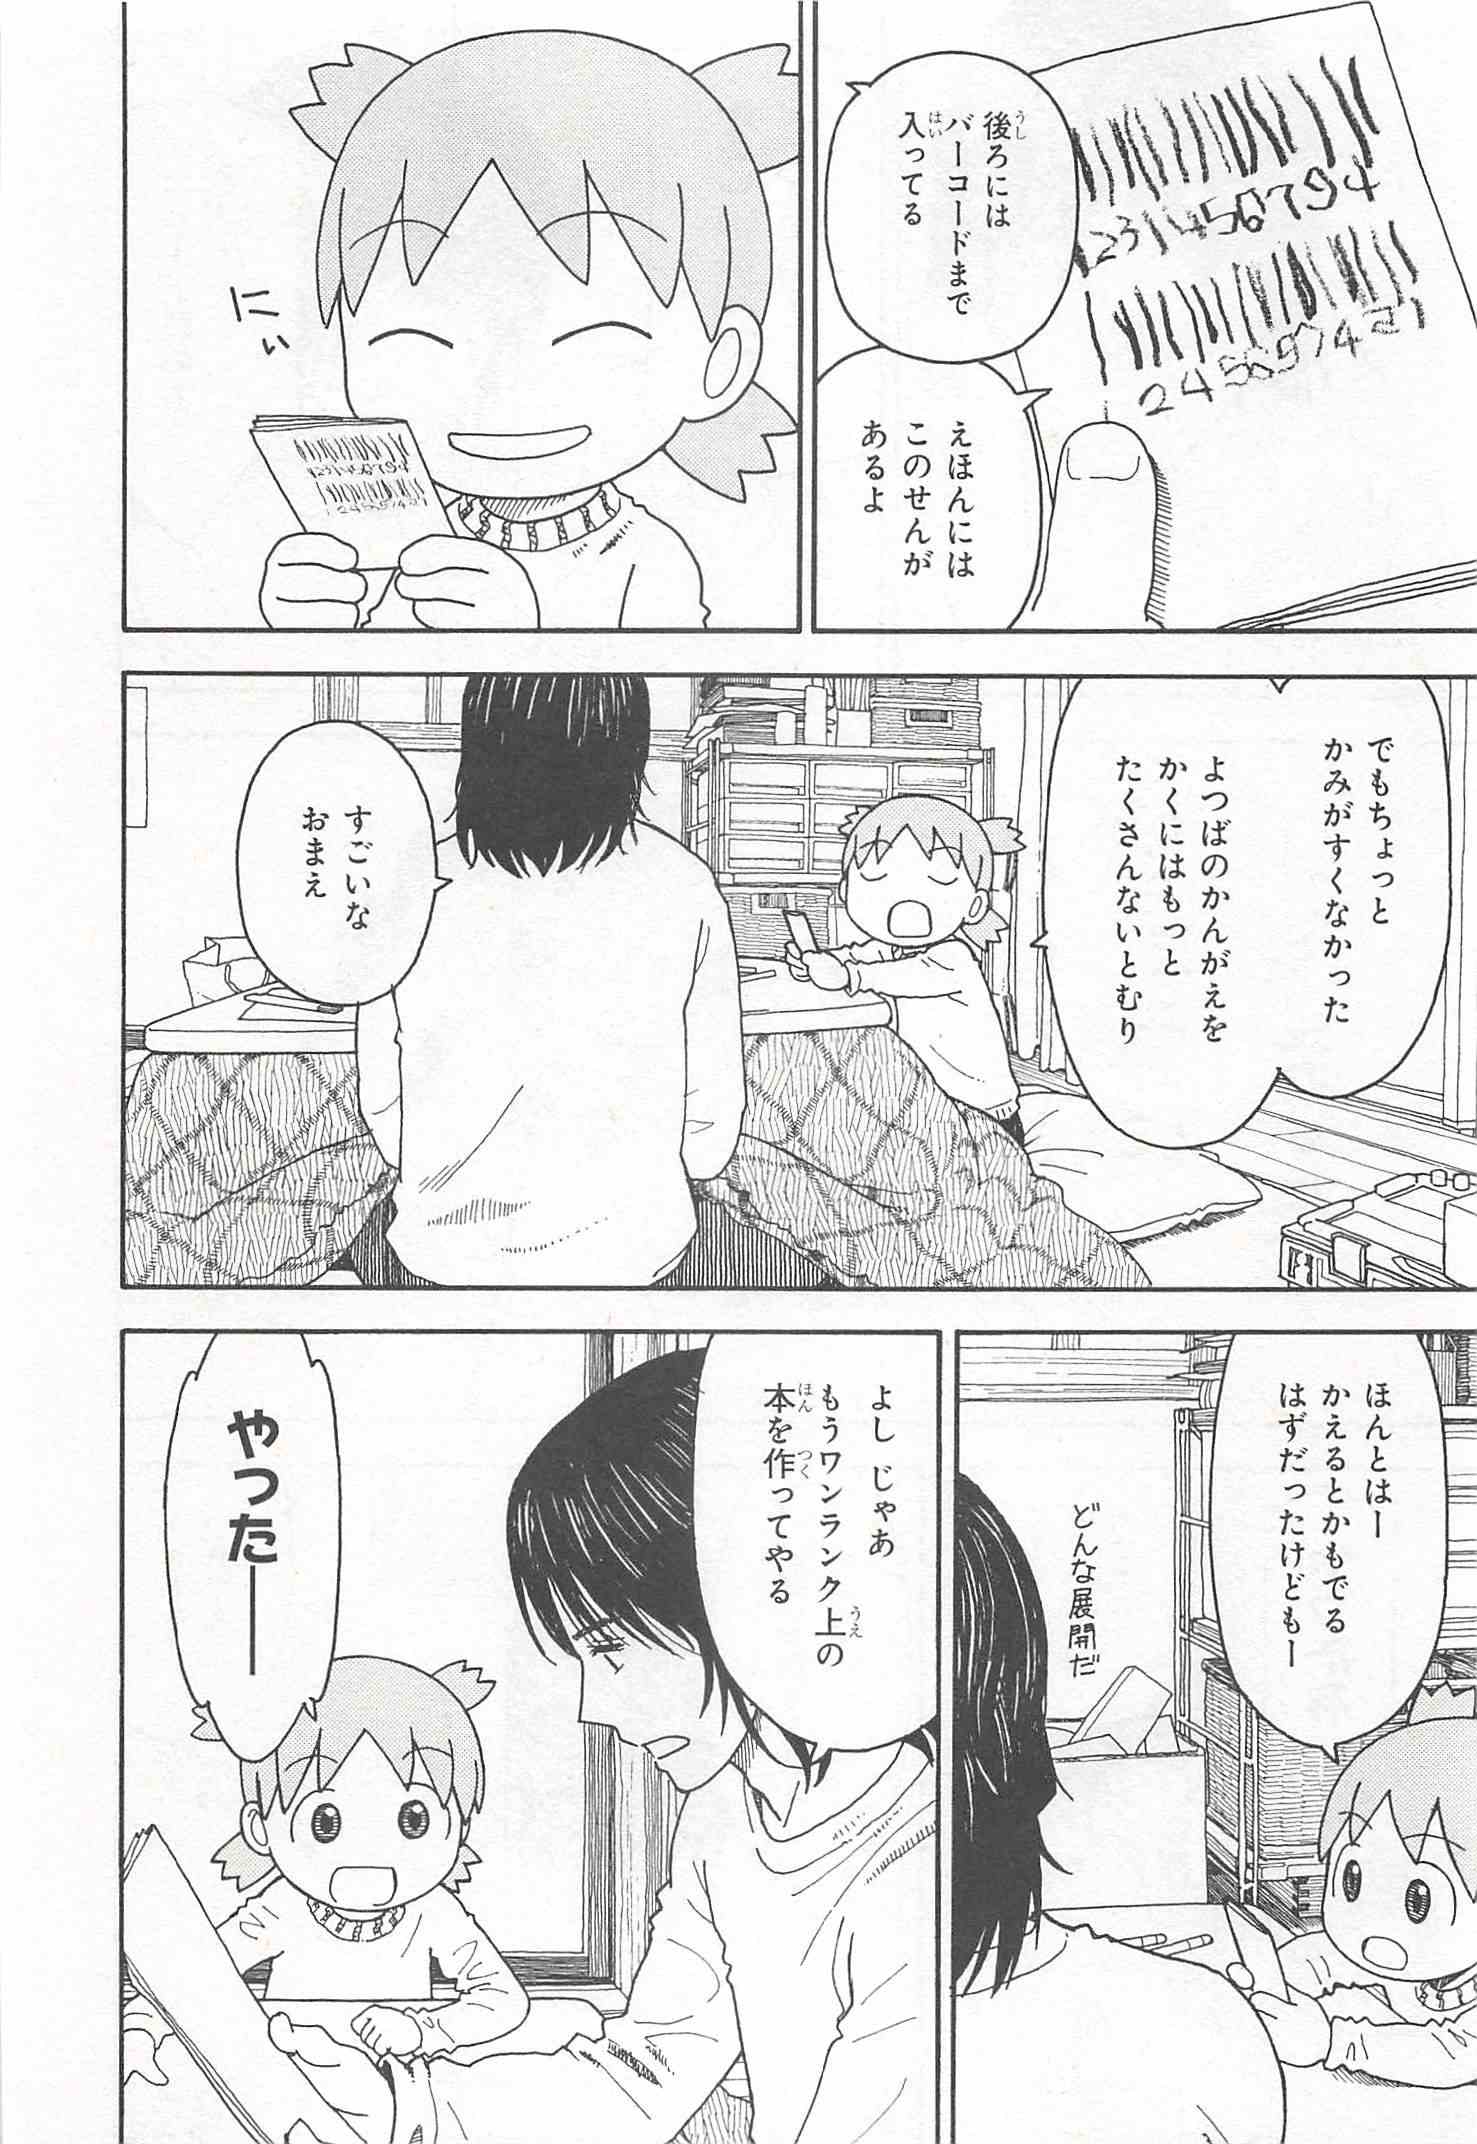 後ろには
バーコードまで
入ってる
1231456794
245697421
えほんには
このせんが
あるよ
にぃ
1231456794
1245697421
でもちょっと
かみがすくなかった
よつばのかんがえを
かくにはもっと
たくさんないとむり
すごいな
おまえ
ほんとはー
かえるとかもでる
はずだったけどもー
どんな展開だ
よし じゃあ
もうワンランク上の
本を作ってやる
やったーー